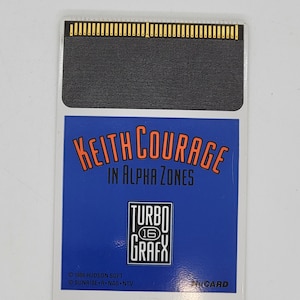 KEITH COURAGE
IN ALPHA ZONES
TURBO
16
GRAFX
HuCARD